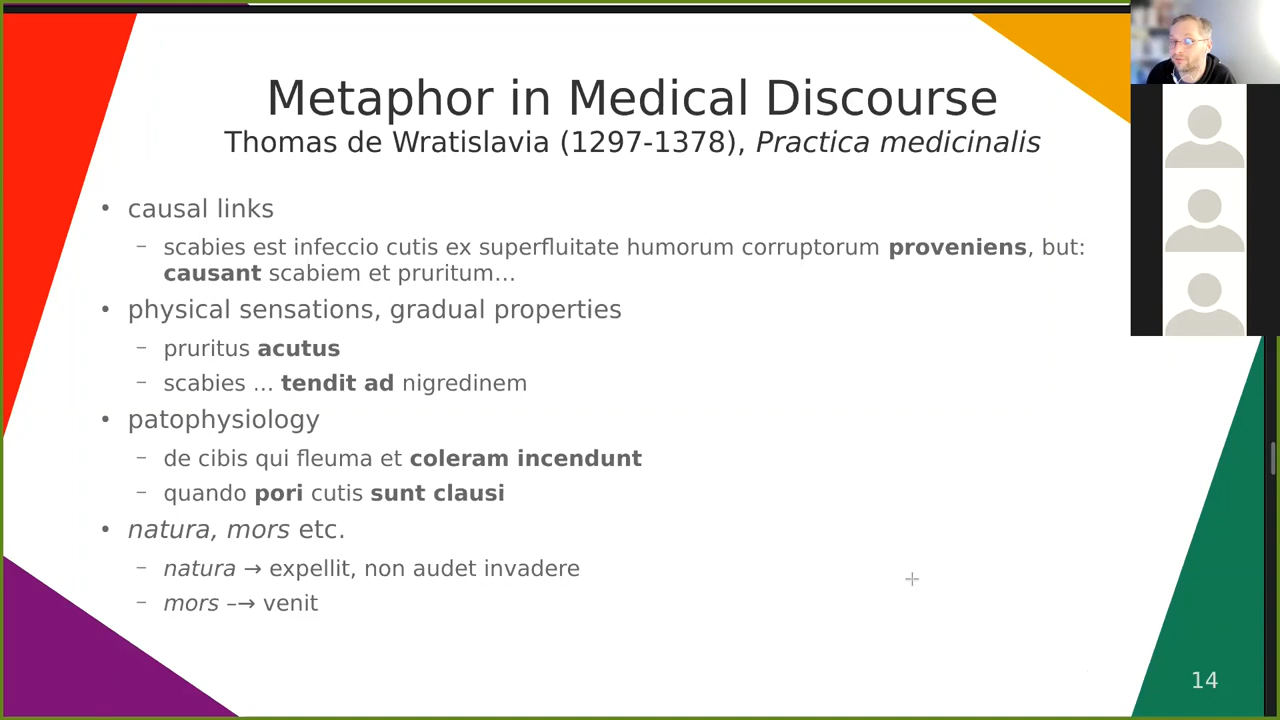 Metaphor in Medical Discourse
Thomas de Wratislavia (1297-1378), Practica medicinalis
• causal links
– scabies est infeccio cutis ex superfluitate humorum corruptorum proveniens, but:
causant scabiem et pruritum…
• physical sensations, gradual properties
– pruritus acutus
– scabies ... tendit ad nigredinem
• patophysiology
– de cibis qui fleuma et coleram incendunt
– quando pori cutis sunt clausi
• natura, mors etc.
– natura → expellit, non audet invadere
– mors –→ venit
14